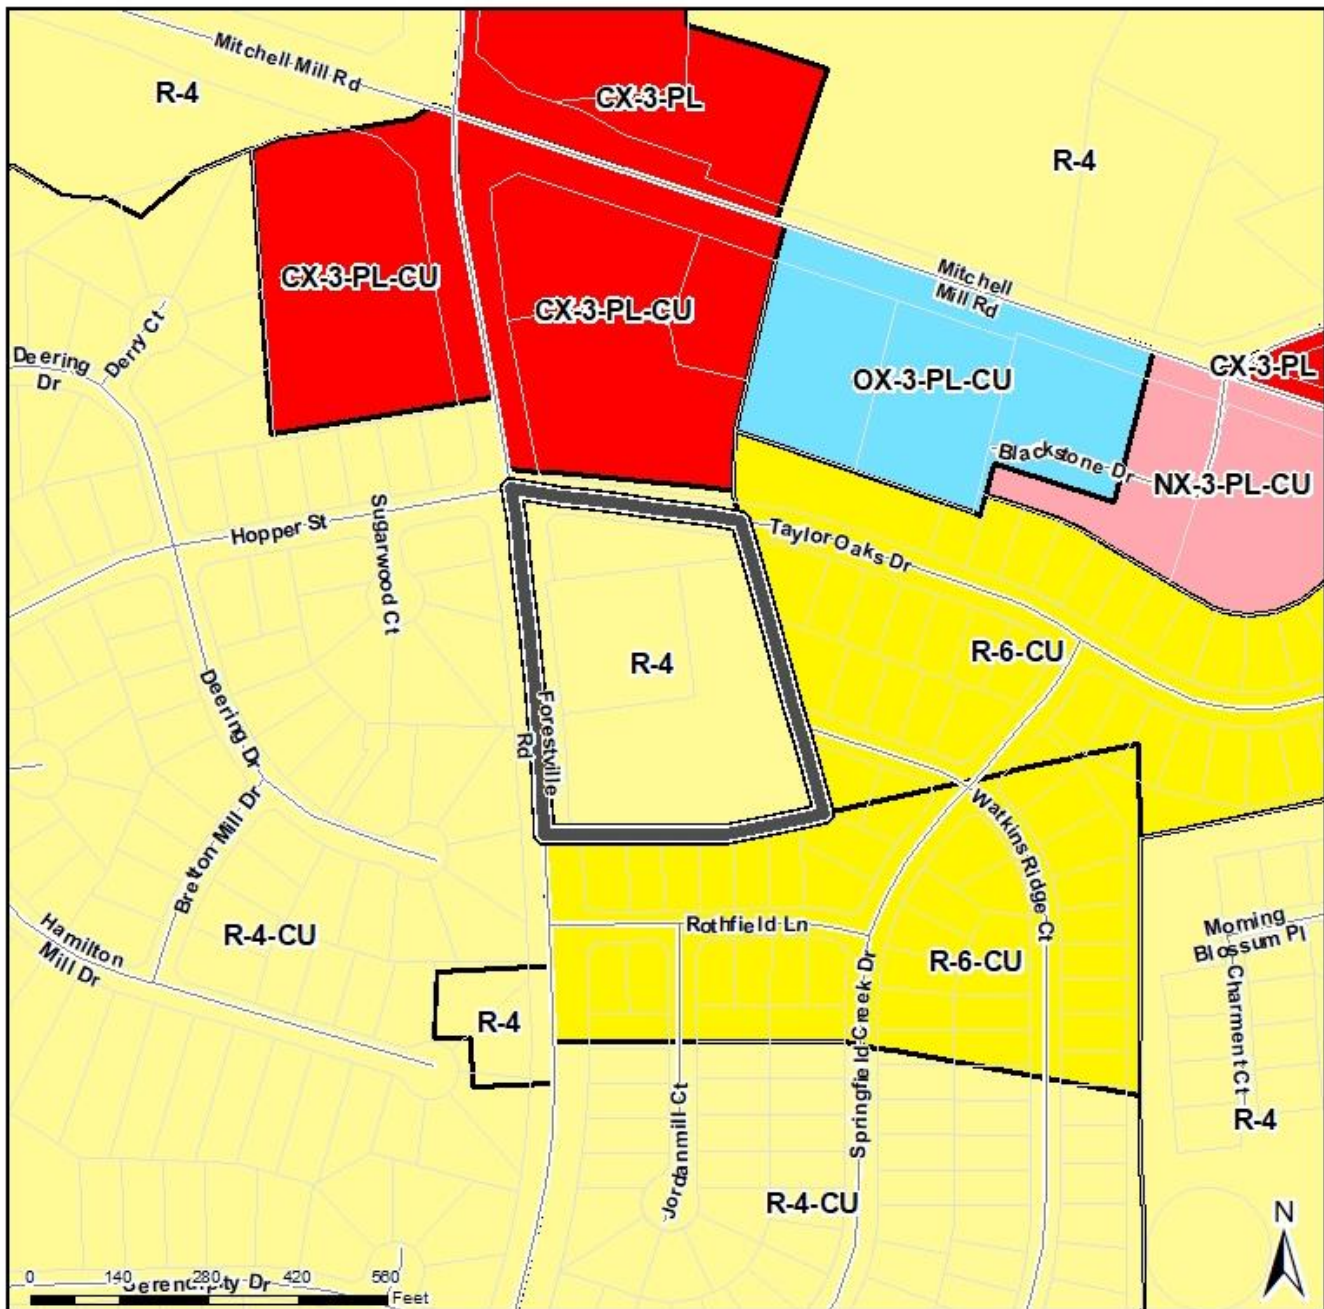 Mitchell Mill Rd
R-4
CX-3-PL
R-4
CX-3-PL-CU
CX-3-PL-CU
Mitchell
Mill Rd
Derry Ct
Deering
Dr
OX-3-PL-CU
CX-3-PL
Blackstone Dr
NX-3-PL-CU
Hopper St
Sugarwood Ct
Taylor Oaks Dr
R-4
R-6-CU
Deering Dr
Forestville
Rd
Bretton Mill Dr
Watkins Ridge Ct
Hamilton
Mill Dr
R-4-CU
Rothfield Ln
R-6-CU
Morning
Blossum Pl
Springfield Creek Dr
Charment Ct
R-4
Jordanmill Ct
R-4
R-4-CU
N
0 140 280 420 560
Serendipity Dr
Feet